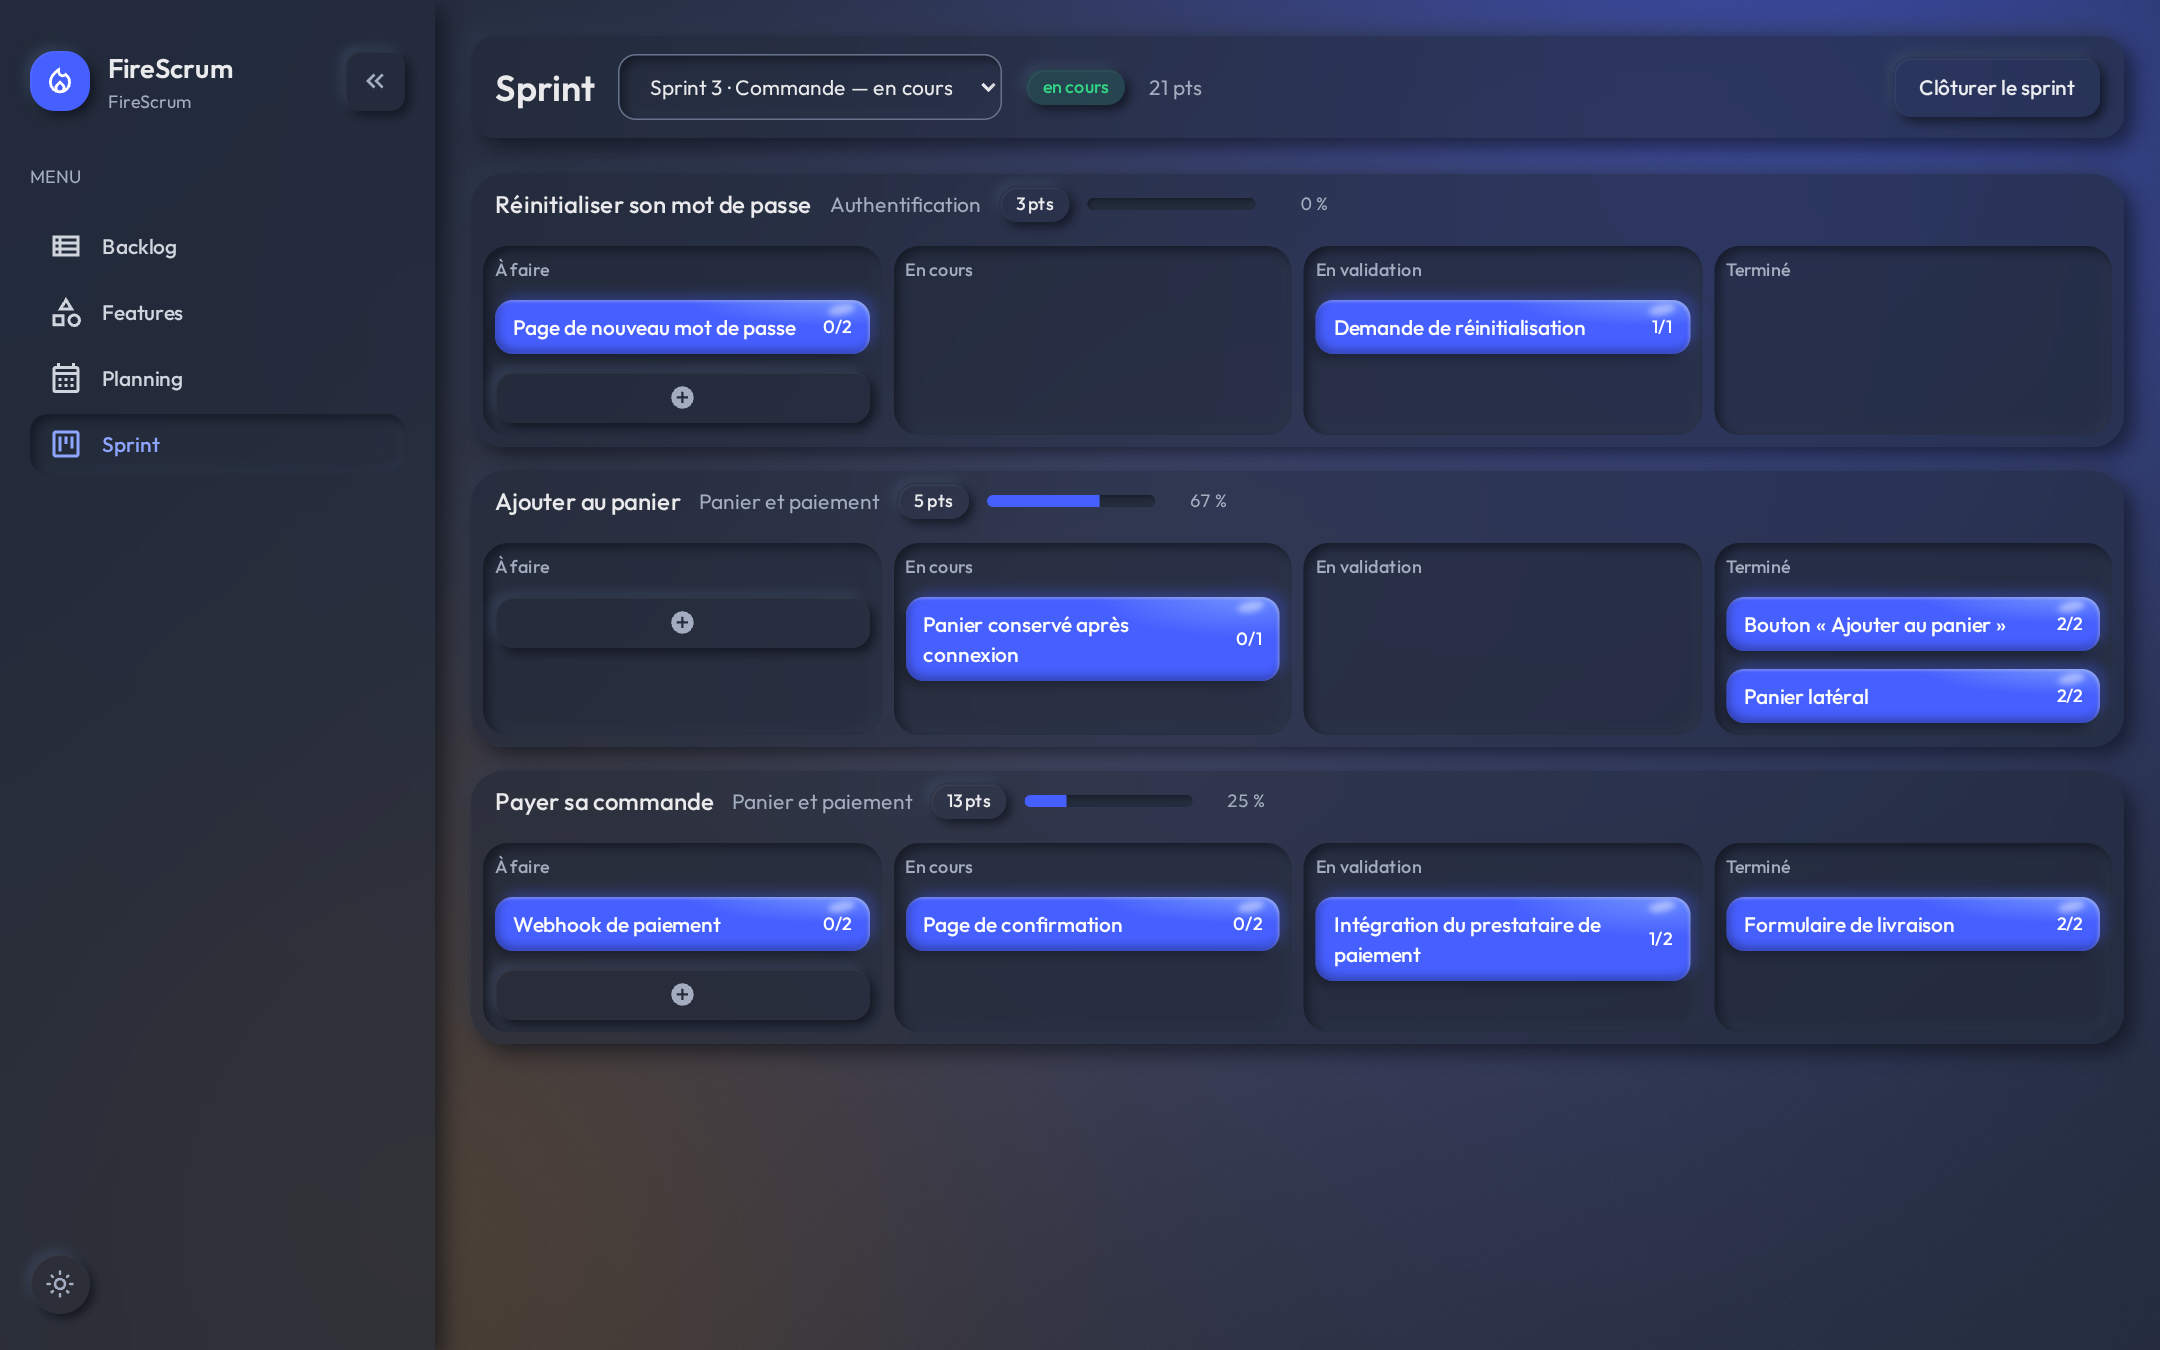 FireScrum
FireScrum
MENU
Backlog
Features
Planning
Sprint
Sprint
Sprint 3 · Commande — en cours
en cours
21 pts
Clôturer le sprint
Réinitialiser son mot de passe
Authentification
3 pts
0 %
À faire
Page de nouveau mot de passe
0/2
En cours
En validation
Demande de réinitialisation
1/1
Terminé
Ajouter au panier
Panier et paiement
5 pts
67 %
À faire
En cours
Panier conservé après
connexion
0/1
En validation
Terminé
Bouton « Ajouter au panier »
2/2
Panier latéral
2/2
Payer sa commande
Panier et paiement
13 pts
25 %
À faire
Webhook de paiement
0/2
En cours
Page de confirmation
0/2
En validation
Intégration du prestataire de
paiement
1/2
Terminé
Formulaire de livraison
2/2